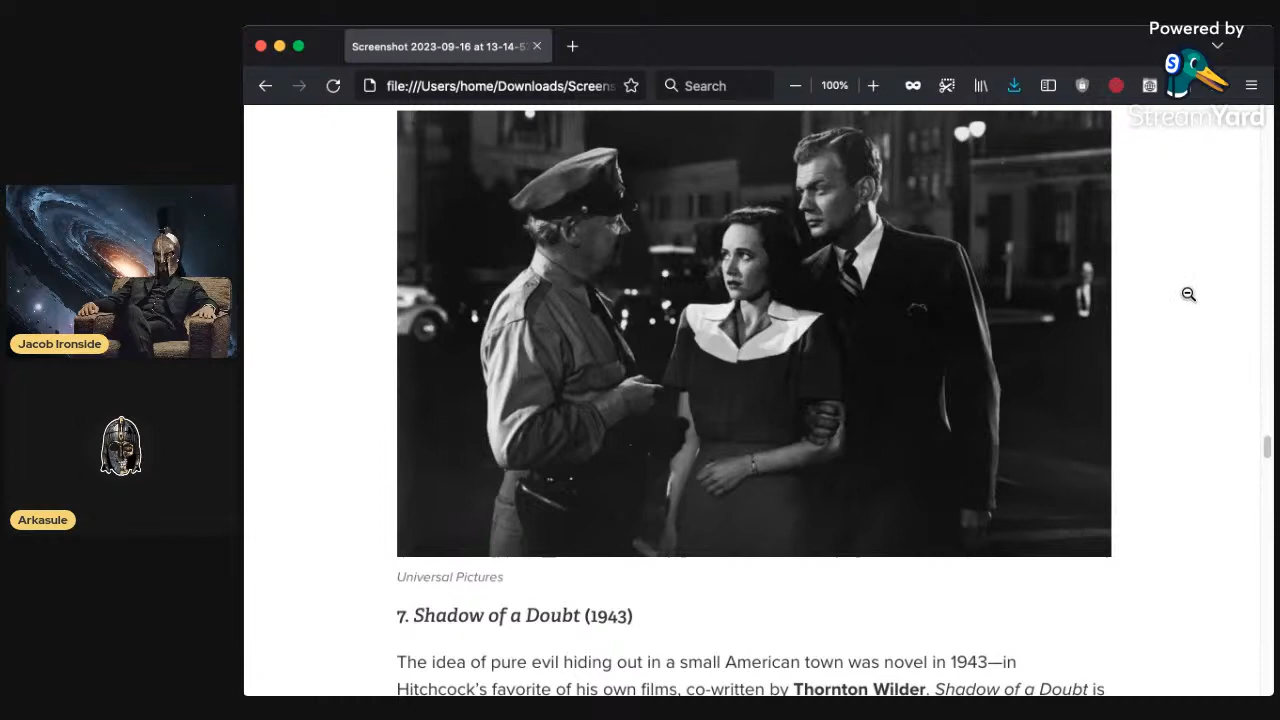 Powered by
StreamYard
Screenshot 2023-09-16 at 13-14-5
file:///Users/home/Downloads/Screens
Search
100%
Jacob Ironside
Arkasule
Universal Pictures
7. Shadow of a Doubt (1943)
The idea of pure evil hiding out in a small American town was novel in 1943—in
Hitchcock’s favorite of his own films, co-written by Thornton Wilder. Shadow of a Doubt is